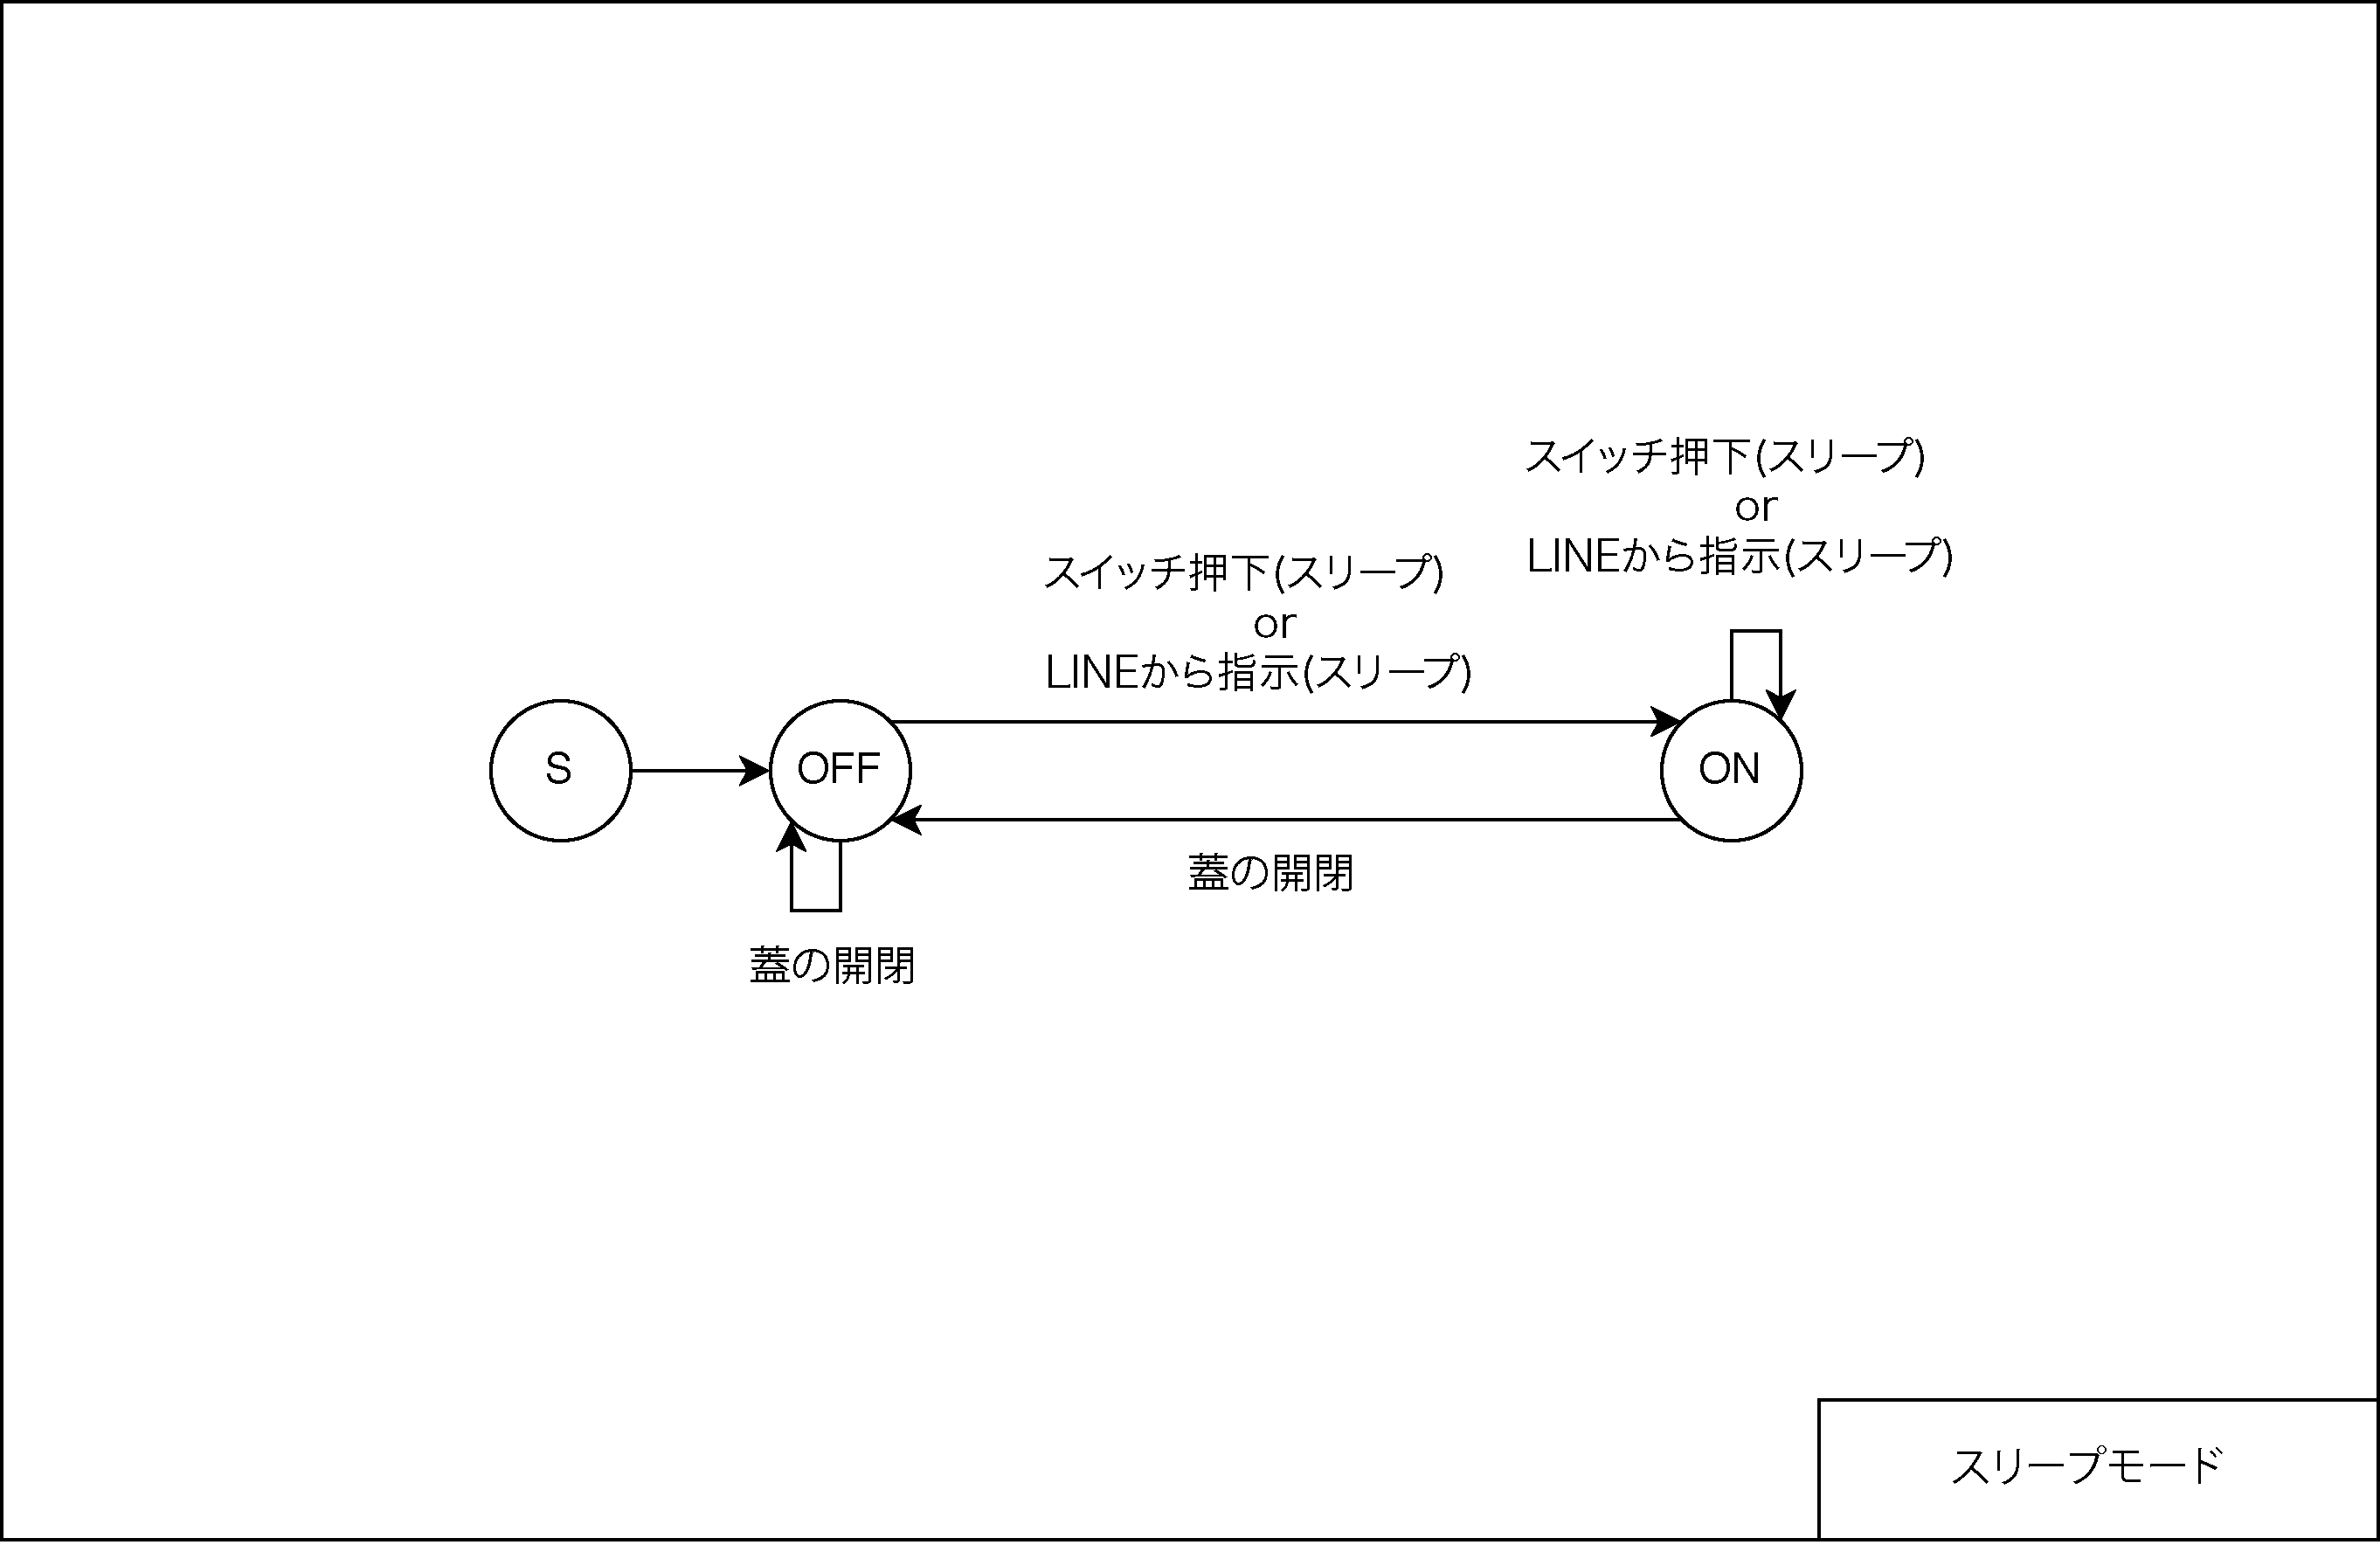 スイッチ押下(スリープ)
or
LINEから指示(スリープ)
スイッチ押下(スリープ)
or
LINEから指示(スリープ)
S
OFF
ON
蓋の開閉
蓋の開閉
スリープモード